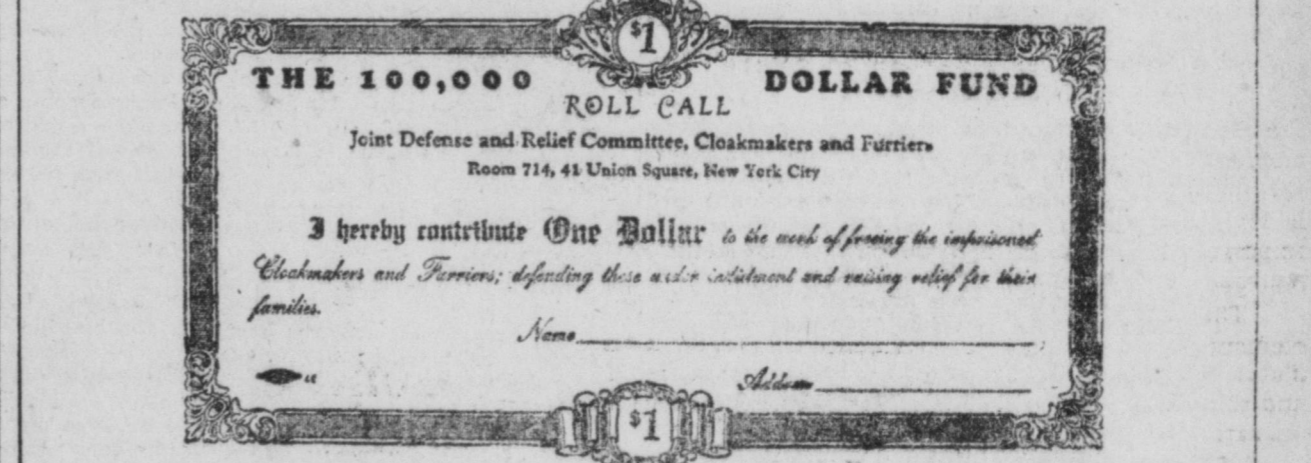 $1
THE 100,000 DOLLAR FUND
ROLL CALL
Joint Defense and Relief Committee, Cloakmakers and Furriers
Room 714, 41 Union Square, New York City
I hereby contribute One Dollar to the work of freeing the imprisoned
Cloakmakers and Furriers; defending those under indictment and raising relief for their
families.
Name
Address
$1